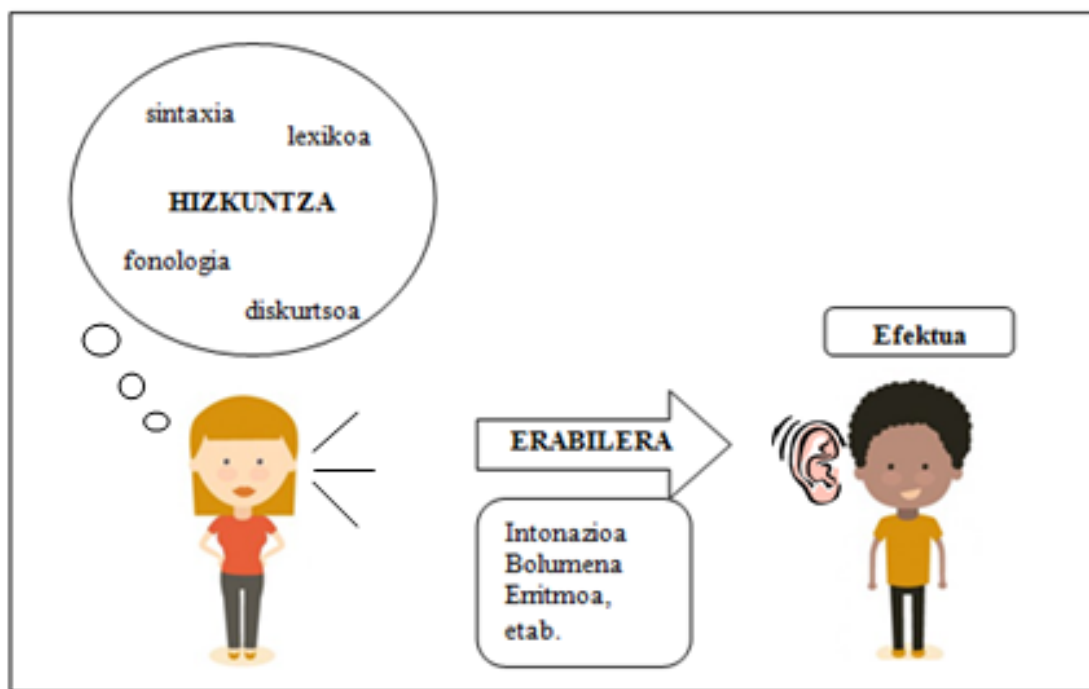 sintaxia
lexikoa
HIZKUNTZA
fonologia
diskurtsoa
Efektua
ERABILERA
Intonazioa
Bolumena
Erritmoa,
etab.